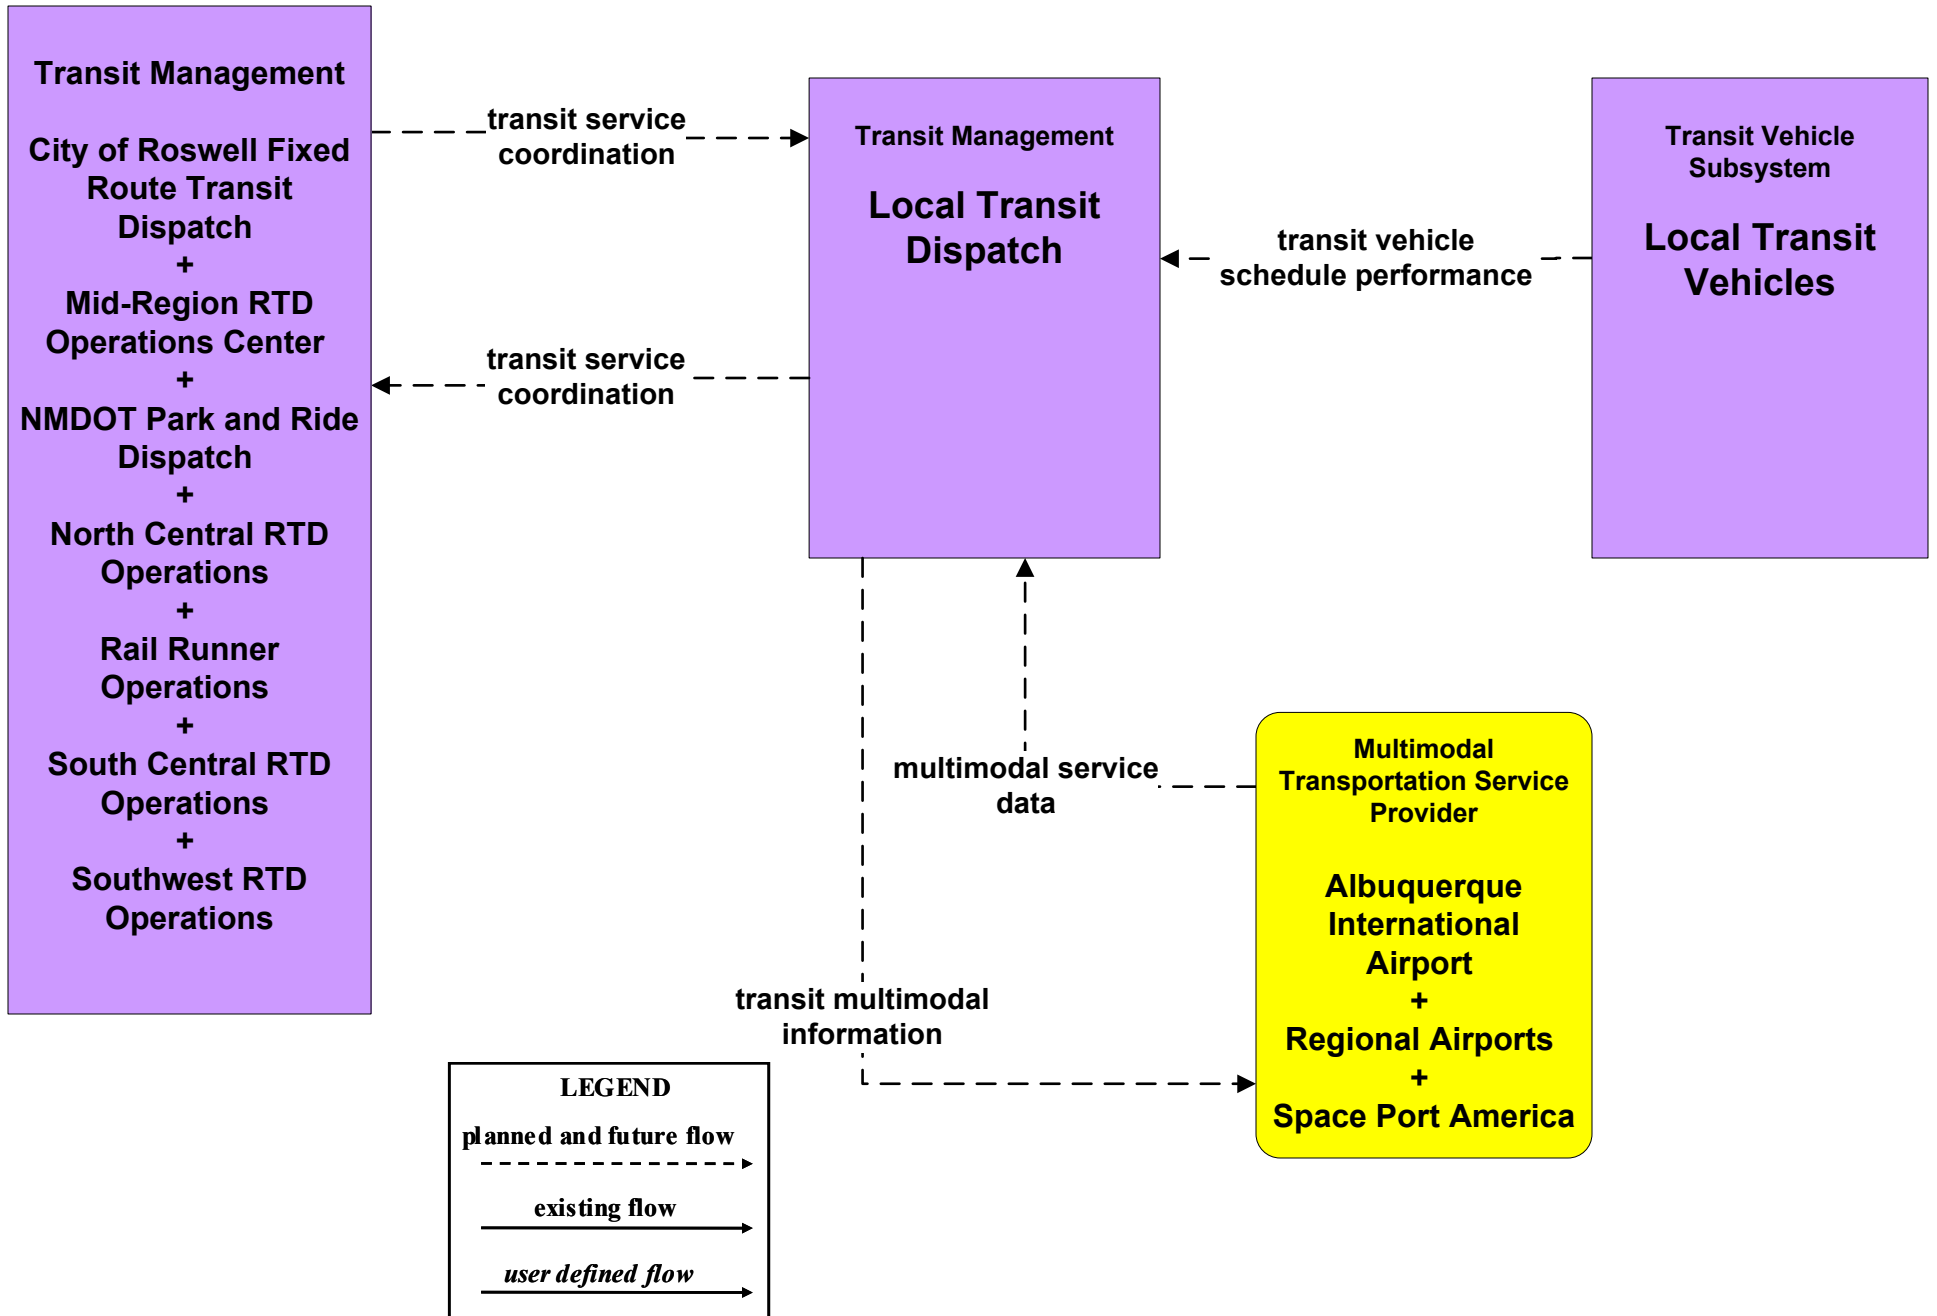 Transit Management
City of Roswell Fixed
Route Transit
Dispatch
+
Mid-Region RTD
Operations Center
+
NMDOT Park and Ride
Dispatch
+
North Central RTD
Operations
+
Rail Runner
Operations
+
South Central RTD
Operations
+
Southwest RTD
Operations
transit service
coordination
transit service
coordination
Transit Management
Local Transit
Dispatch
transit vehicle
schedule performance
Transit Vehicle
Subsystem
Local Transit
Vehicles
multimodal service
data
transit multimodal
information
Multimodal
Transportation Service
Provider
Albuquerque
International
Airport
+
Regional Airports
+
Space Port America
LEGEND
planned and future flow
existing flow
user defined flow